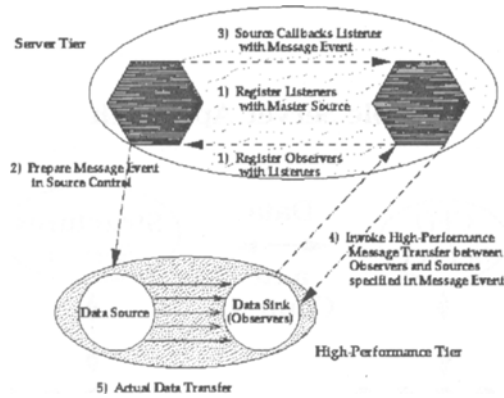 3) Source Callbacks Listener
with Message Event
Server Tier
1) Register Listeners
with Master Source
1) Register Observers
with Listeners
2) Prepare Message Event
in Source Control
4) Invoke High-Performance
Message Transfer between
Observers and Sources
specified in Message Event
Data Source
Data Sink
(Observers)
High-Performance Tier
5) Actual Data Transfer